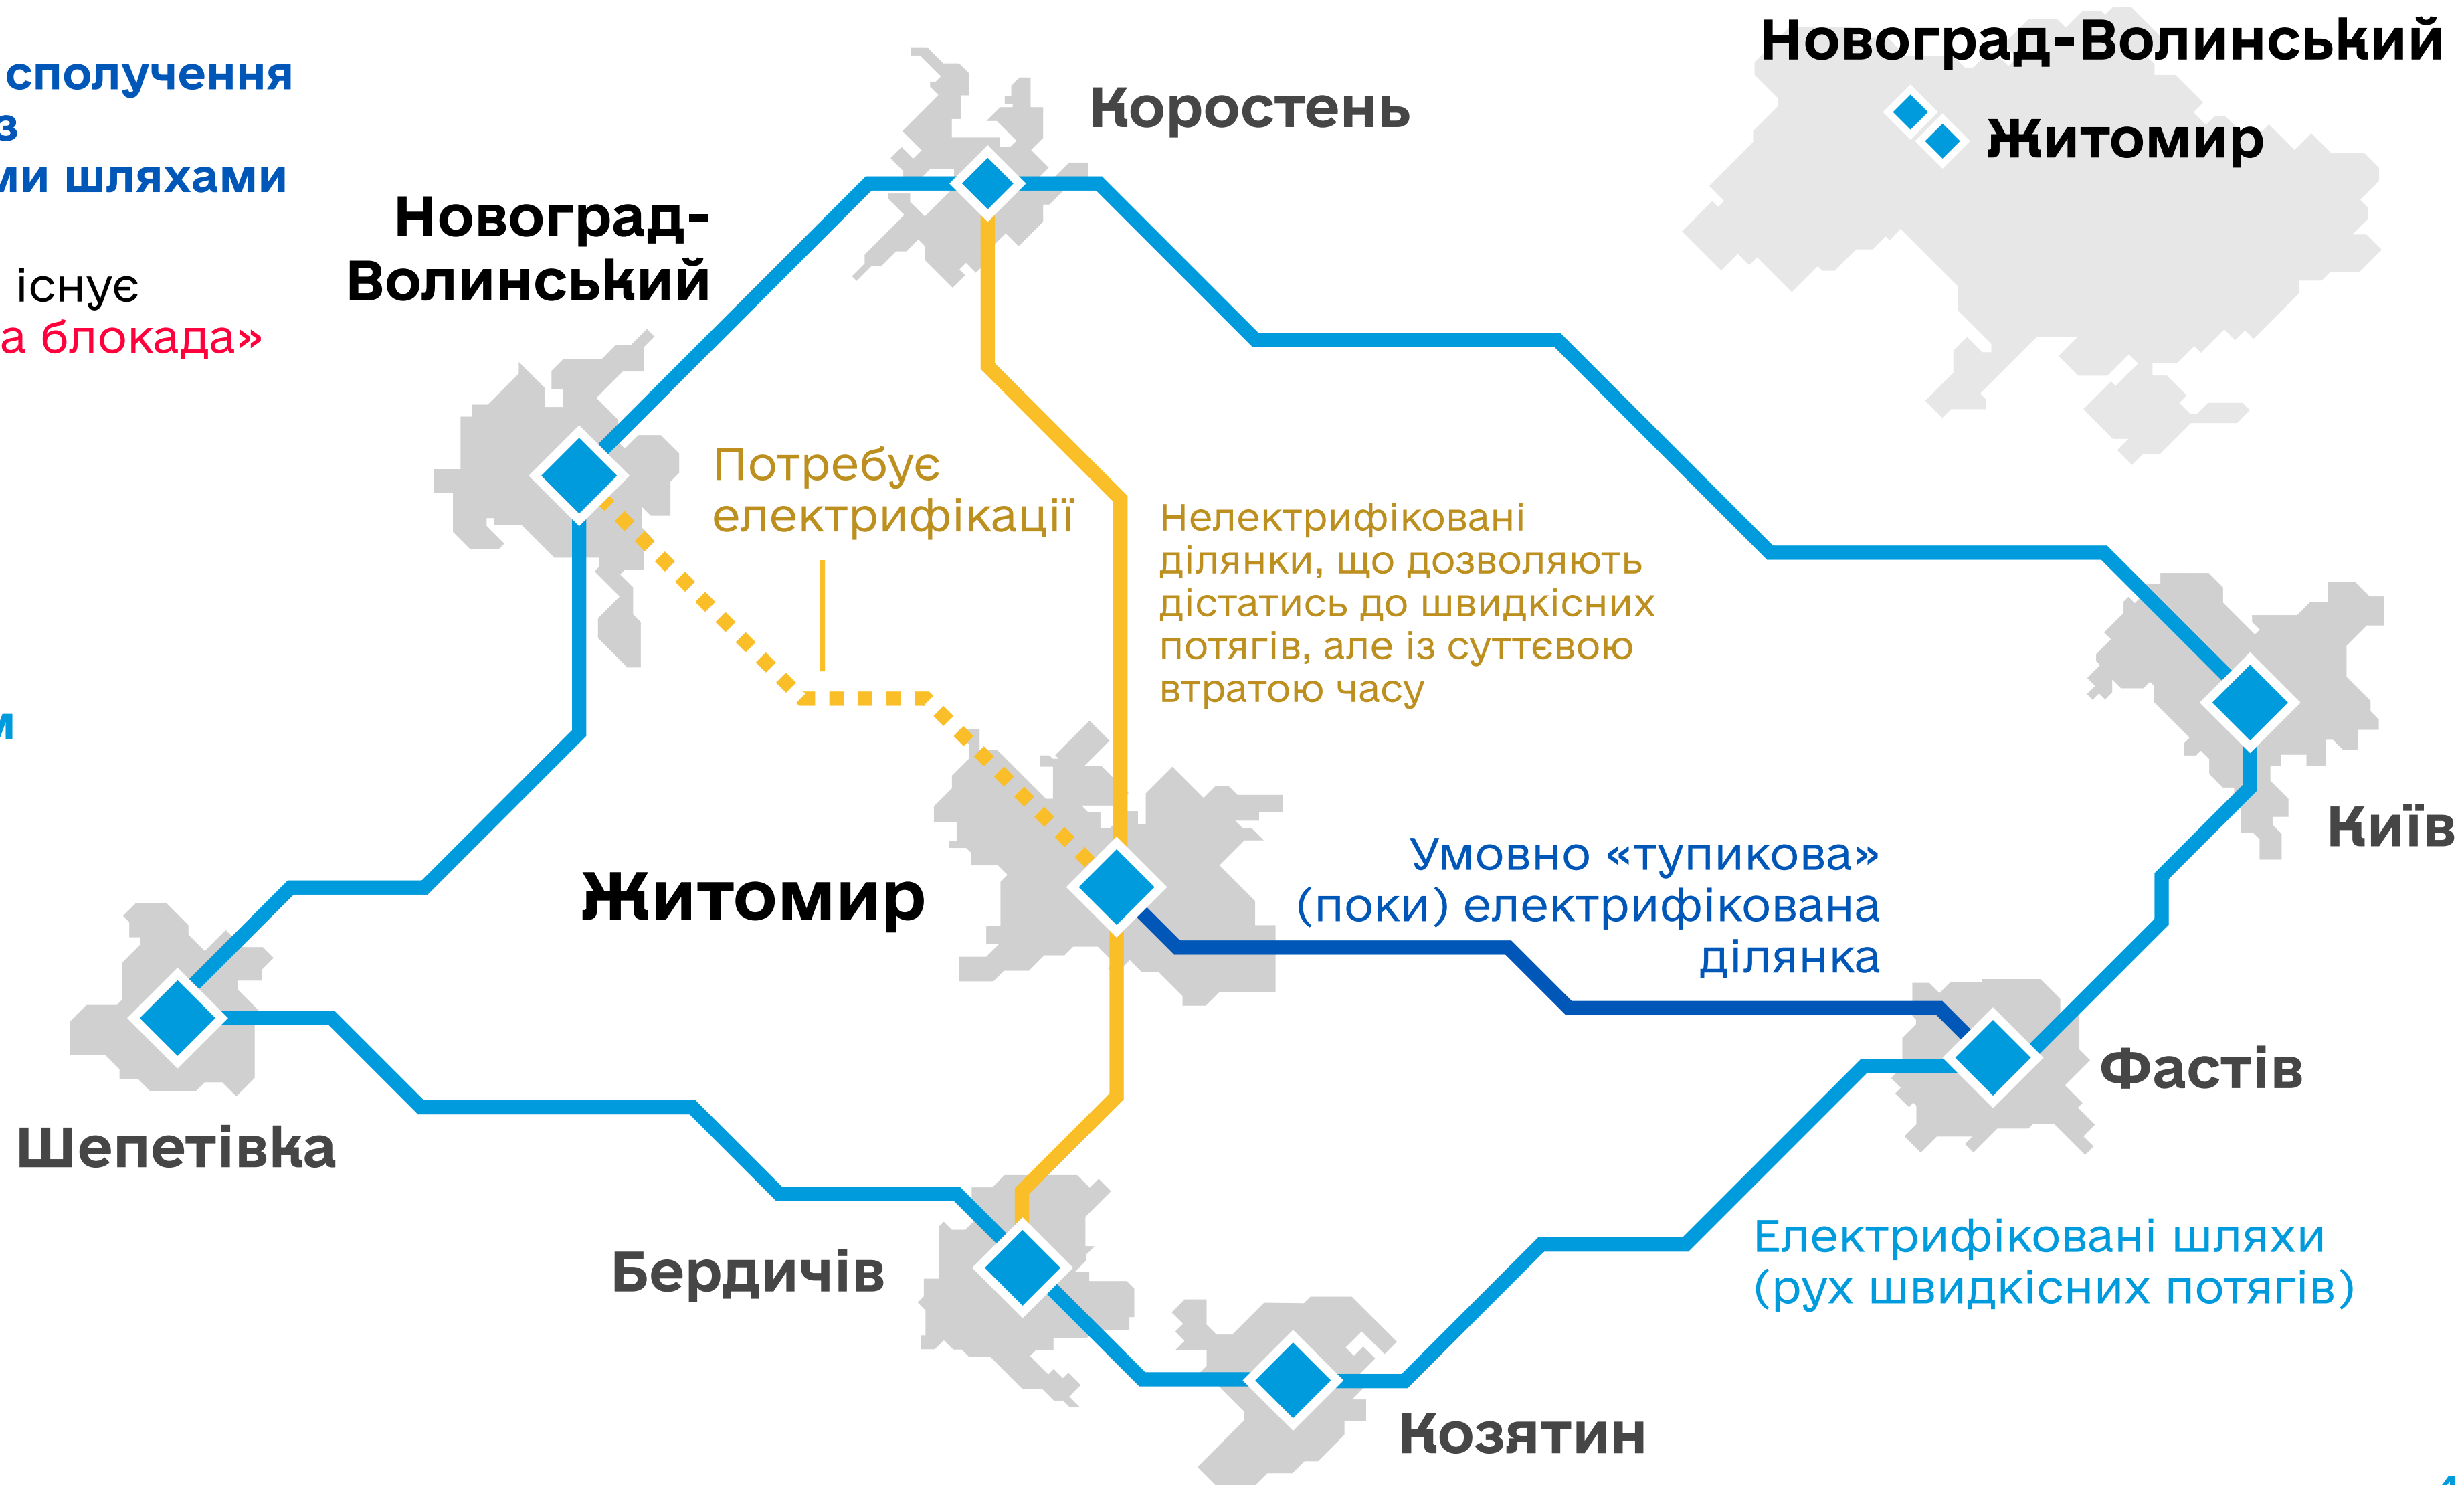 сполучення
з
ми шляхами
існує
а блокада»
Новоград-Волинський
Житомир
Коростень
Новоград-
Волинський
Потребує
електрифікації
Нелектрифіковані
ділянки, що дозволяють
дістатись до швидкісних
потягів, але із суттєвою
втратою часу
Житомир
Умовно «тупикова»
(поки) електрифікована
ділянка
Київ
Фастів
Шепетівка
Бердичів
Електрифіковані шляхи
(рух швидкісних потягів)
Козятин